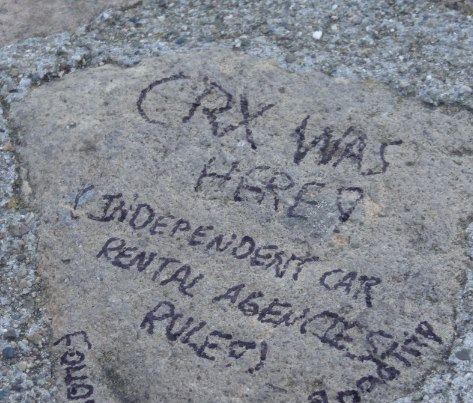 CRX WAS
HERE!
(INDEPENDENT CAR
RENTAL AGENCIES
RULE!)